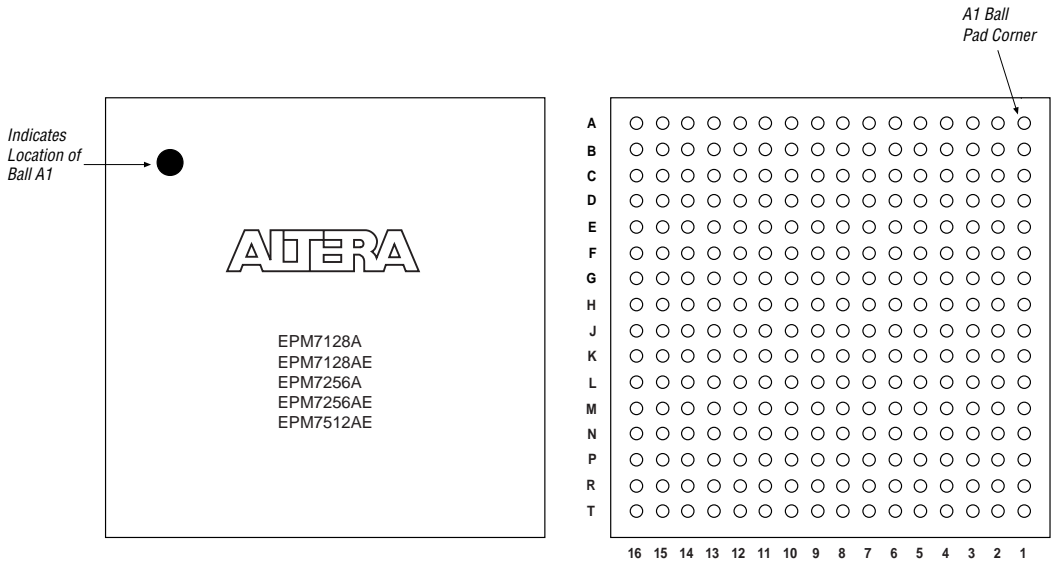 A1 Ball
Pad Corner
Indicates
Location of
Ball A1
ALTERA
EPM7128A
EPM7128AE
EPM7256A
EPM7256AE
EPM7512AE
A
B
C
D
E
F
G
H
J
K
L
M
N
P
R
T
16 15 14 13 12 11 10 9 8 7 6 5 4 3 2 1